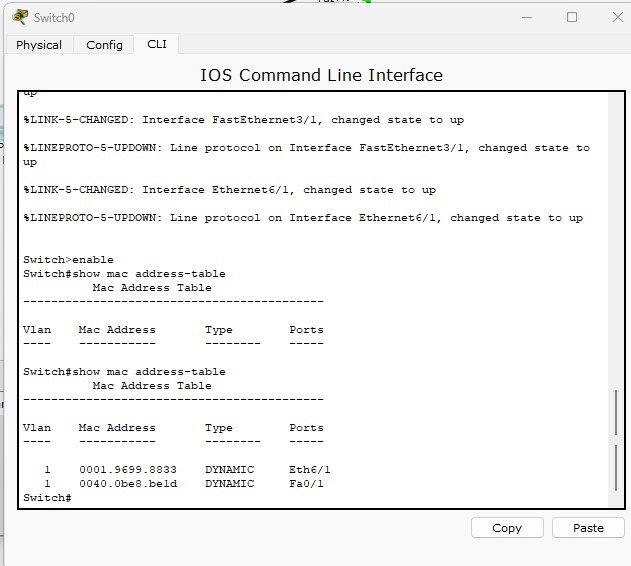 Switch0
Physical Config CLI
IOS Command Line Interface
up
%LINK-5-CHANGED: Interface FastEthernet3/1, changed state to up
%LINEPROTO-5-UPDOWN: Line protocol on Interface FastEthernet3/1, changed state to
up
%LINK-5-CHANGED: Interface Ethernet6/1, changed state to up
%LINEPROTO-5-UPDOWN: Line protocol on Interface Ethernet6/1, changed state to up
Switch>enable
Switch#show mac address-table
Mac Address Table
-------------------------------------------
Vlan Mac Address Type Ports
---- ----------- -------- -----
Switch#show mac address-table
Mac Address Table
-------------------------------------------
Vlan Mac Address Type Ports
---- ----------- -------- -----
1 0001.9699.8833 DYNAMIC Eth6/1
1 0040.0be8.be1d DYNAMIC Fa0/1
Switch#
Copy Paste